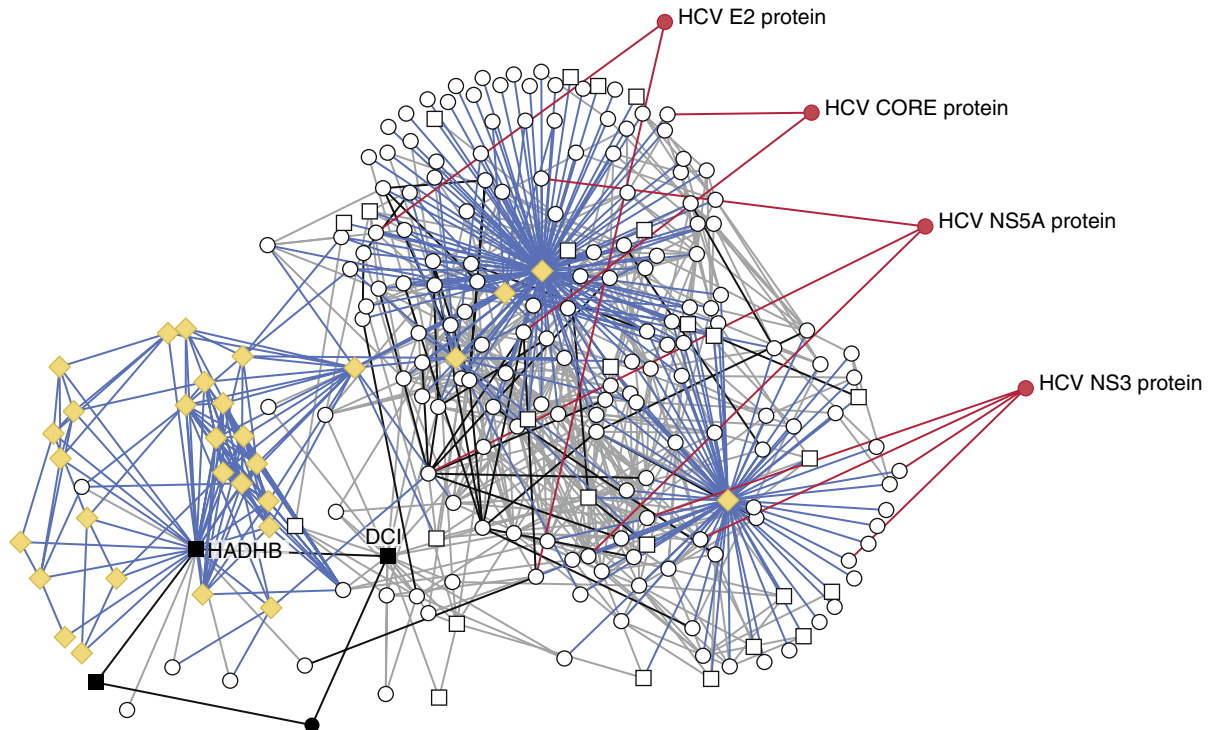 HCV E2 protein
HCV CORE protein
HCV NS5A protein
HCV NS3 protein
DCI
HADHB